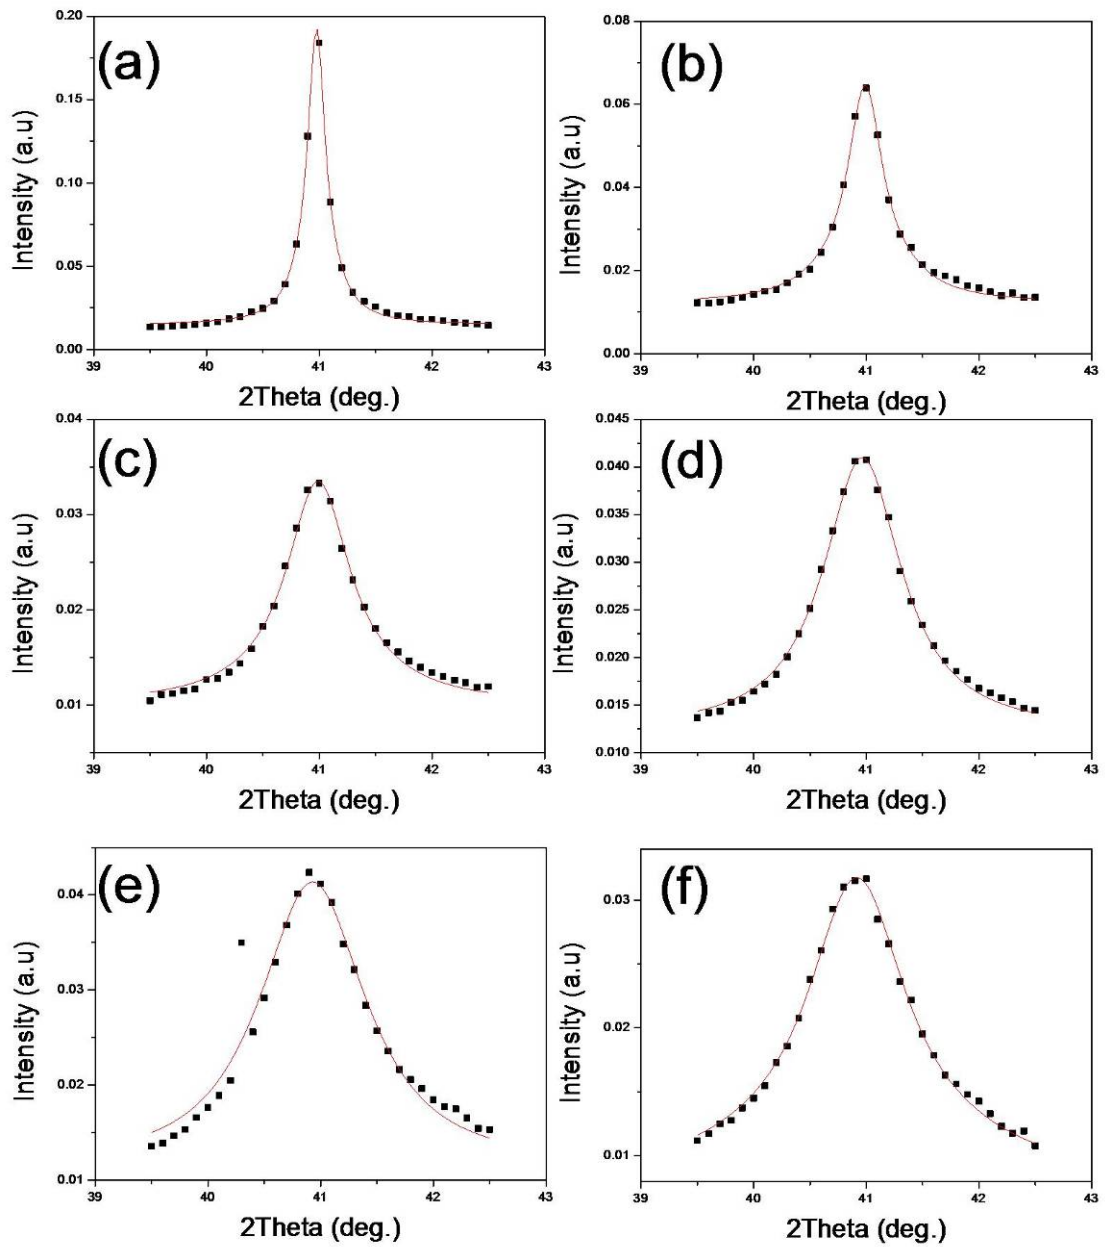 (a)
0.20
0.15
0.10
0.05
0.00
Intensity (a.u)
39 40 41 42 43
2Theta (deg.)
(b)
0.08
0.06
0.04
0.02
0.00
Intensity (a.u)
39 40 41 42 43
2Theta (deg.)
(c)
0.04
0.03
0.02
0.01
Intensity (a.u)
39 40 41 42 43
2Theta (deg.)
(d)
0.045
0.040
0.035
0.030
0.025
0.020
0.015
0.010
Intensity (a.u)
39 40 41 42 43
2Theta (deg.)
(e)
0.04
0.03
0.02
0.01
Intensity (a.u)
39 40 41 42 43
2Theta (deg.)
(f)
0.03
0.02
0.01
Intensity (a.u)
39 40 41 42 43
2Theta (deg.)